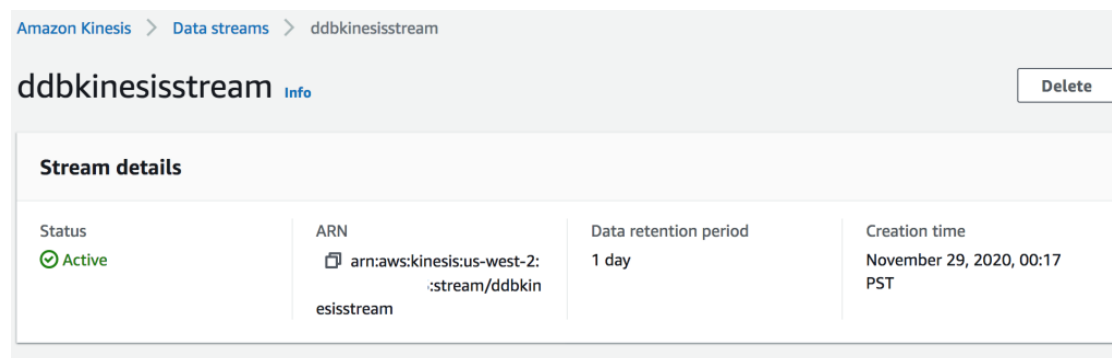 Amazon Kinesis > Data streams > ddbkinesisstream
ddbkinesisstream Info
Delete
Stream details
Status
Active
ARN
arn:aws:kinesis:us-west-2:
:stream/ddbkin
esisstream
Data retention period
1 day
Creation time
November 29, 2020, 00:17
PST